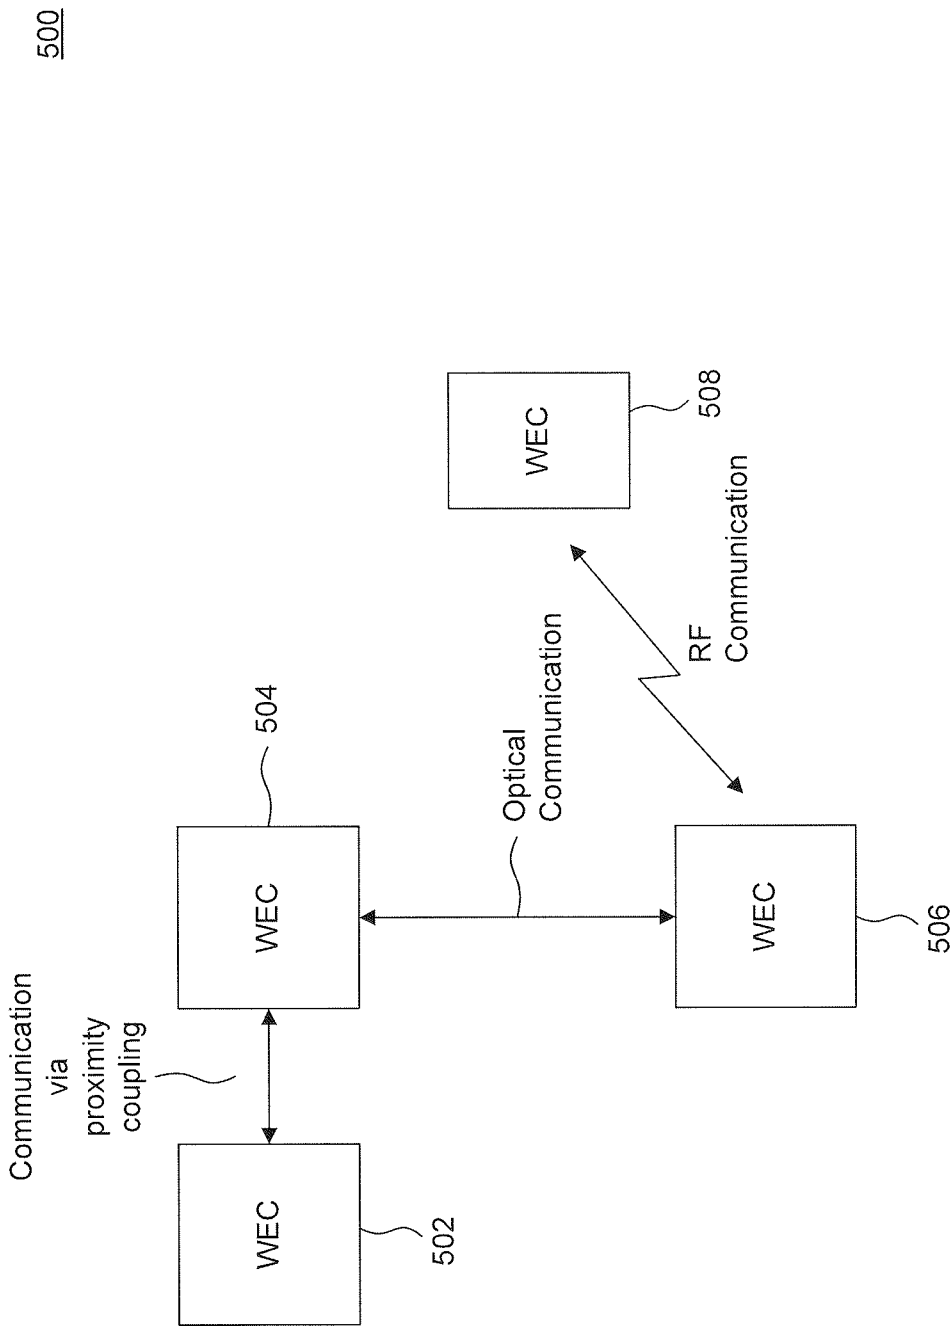 500
Communication
via
proximity
coupling
WEC
502
WEC
504
Optical
Communication
WEC
506
RF
Communication
WEC
508